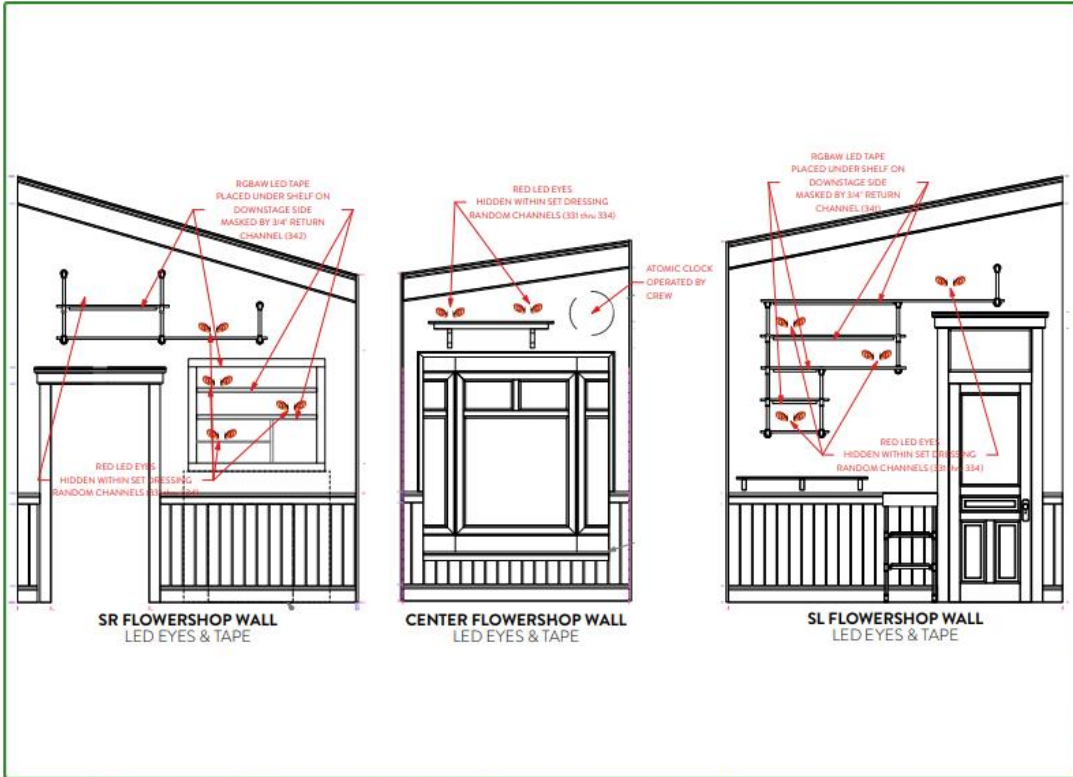 RGBAW LED TAPE
PLACED UNDER SHELF ON
DOWNSTAGE SIDE
MASKED BY 3/4" RETURN
CHANNEL (342)
RED LED EYES
HIDDEN WITHIN SET DRESSING
RANDOM CHANNELS (331 thru 334)
SR FLOWERSHOP WALL
LED EYES & TAPE
RED LED EYES
HIDDEN WITHIN SET DRESSING
RANDOM CHANNELS (331 thru 334)
ATOMIC CLOCK
OPERATED BY
CREW
CENTER FLOWERSHOP WALL
LED EYES & TAPE
RGBAW LED TAPE
PLACED UNDER SHELF ON
DOWNSTAGE SIDE
MASKED BY 3/4" RETURN
CHANNEL (341)
RED LED EYES
HIDDEN WITHIN SET DRESSING
RANDOM CHANNELS (331 thru 334)
SL FLOWERSHOP WALL
LED EYES & TAPE